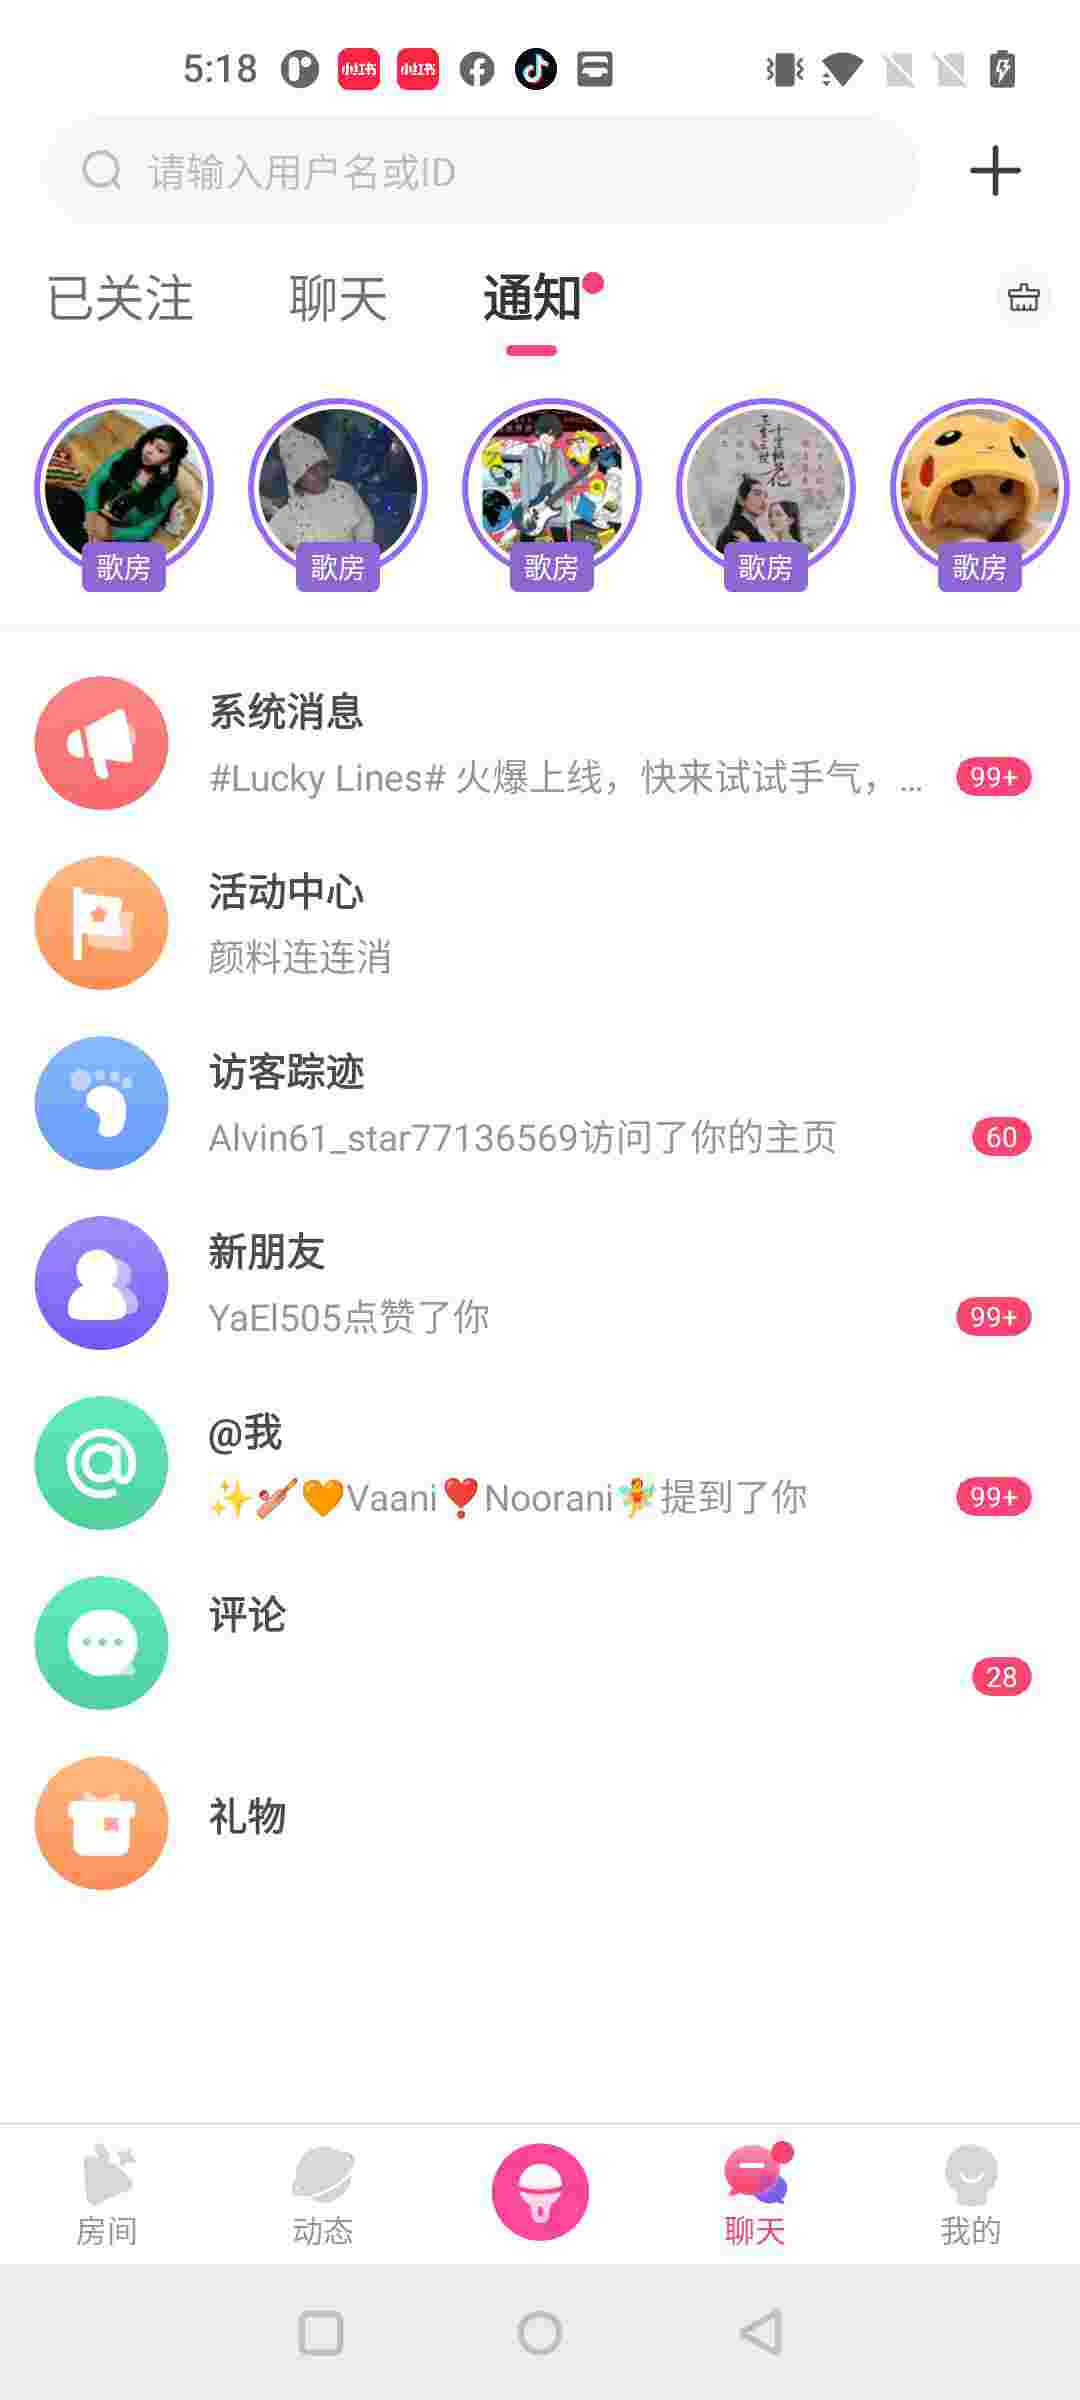 5:18
小红书
小红书
请输入用户名或ID
已关注
聊天
通知
歌房
歌房
歌房
歌房
歌房
系统消息
#Lucky Lines# 火爆上线，快来试试手气，...
99+
活动中心
颜料连连消
访客踪迹
Alvin61_star77136569访问了你的主页
60
新朋友
YaEl505点赞了你
99+
@我
✨🏏🧡Vaani❣️Noorani🧚提到了你
99+
评论
28
礼物
房间
动态
聊天
我的